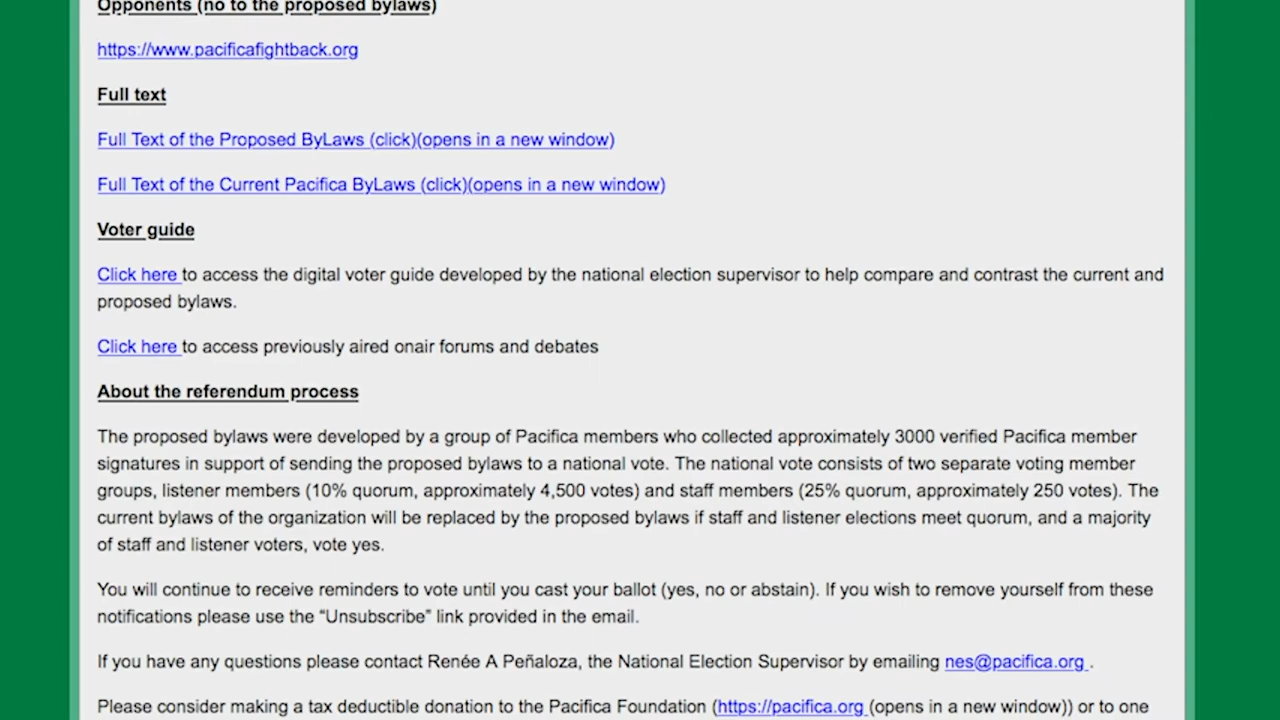 Opponents (no to the proposed bylaws)
https://www.pacificafightback.org
Full text
Full Text of the Proposed ByLaws (click)(opens in a new window)
Full Text of the Current Pacifica ByLaws (click)(opens in a new window)
Voter guide
Click here to access the digital voter guide developed by the national election supervisor to help compare and contrast the current and
proposed bylaws.
Click here to access previously aired onair forums and debates
About the referendum process
The proposed bylaws were developed by a group of Pacifica members who collected approximately 3000 verified Pacifica member
signatures in support of sending the proposed bylaws to a national vote. The national vote consists of two separate voting member
groups, listener members (10% quorum, approximately 4,500 votes) and staff members (25% quorum, approximately 250 votes). The
current bylaws of the organization will be replaced by the proposed bylaws if staff and listener elections meet quorum, and a majority
of staff and listener voters, vote yes.
You will continue to receive reminders to vote until you cast your ballot (yes, no or abstain). If you wish to remove yourself from these
notifications please use the “Unsubscribe” link provided in the email.
If you have any questions please contact Renée A Peñaloza, the National Election Supervisor by emailing nes@pacifica.org .
Please consider making a tax deductible donation to the Pacifica Foundation (https://pacifica.org (opens in a new window)) or to one